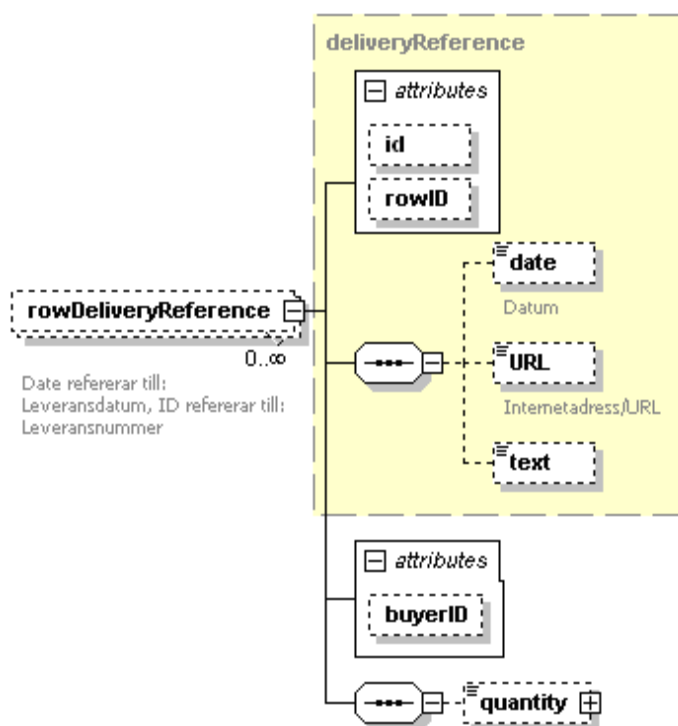 deliveryReference
attributes
id
rowID
date
Datum
rowDeliveryReference
0..∞
Date refererar till:
Leveransdatum, ID refererar till:
Leveransnummer
URL
Internetadress/URL
text
attributes
buyerID
quantity